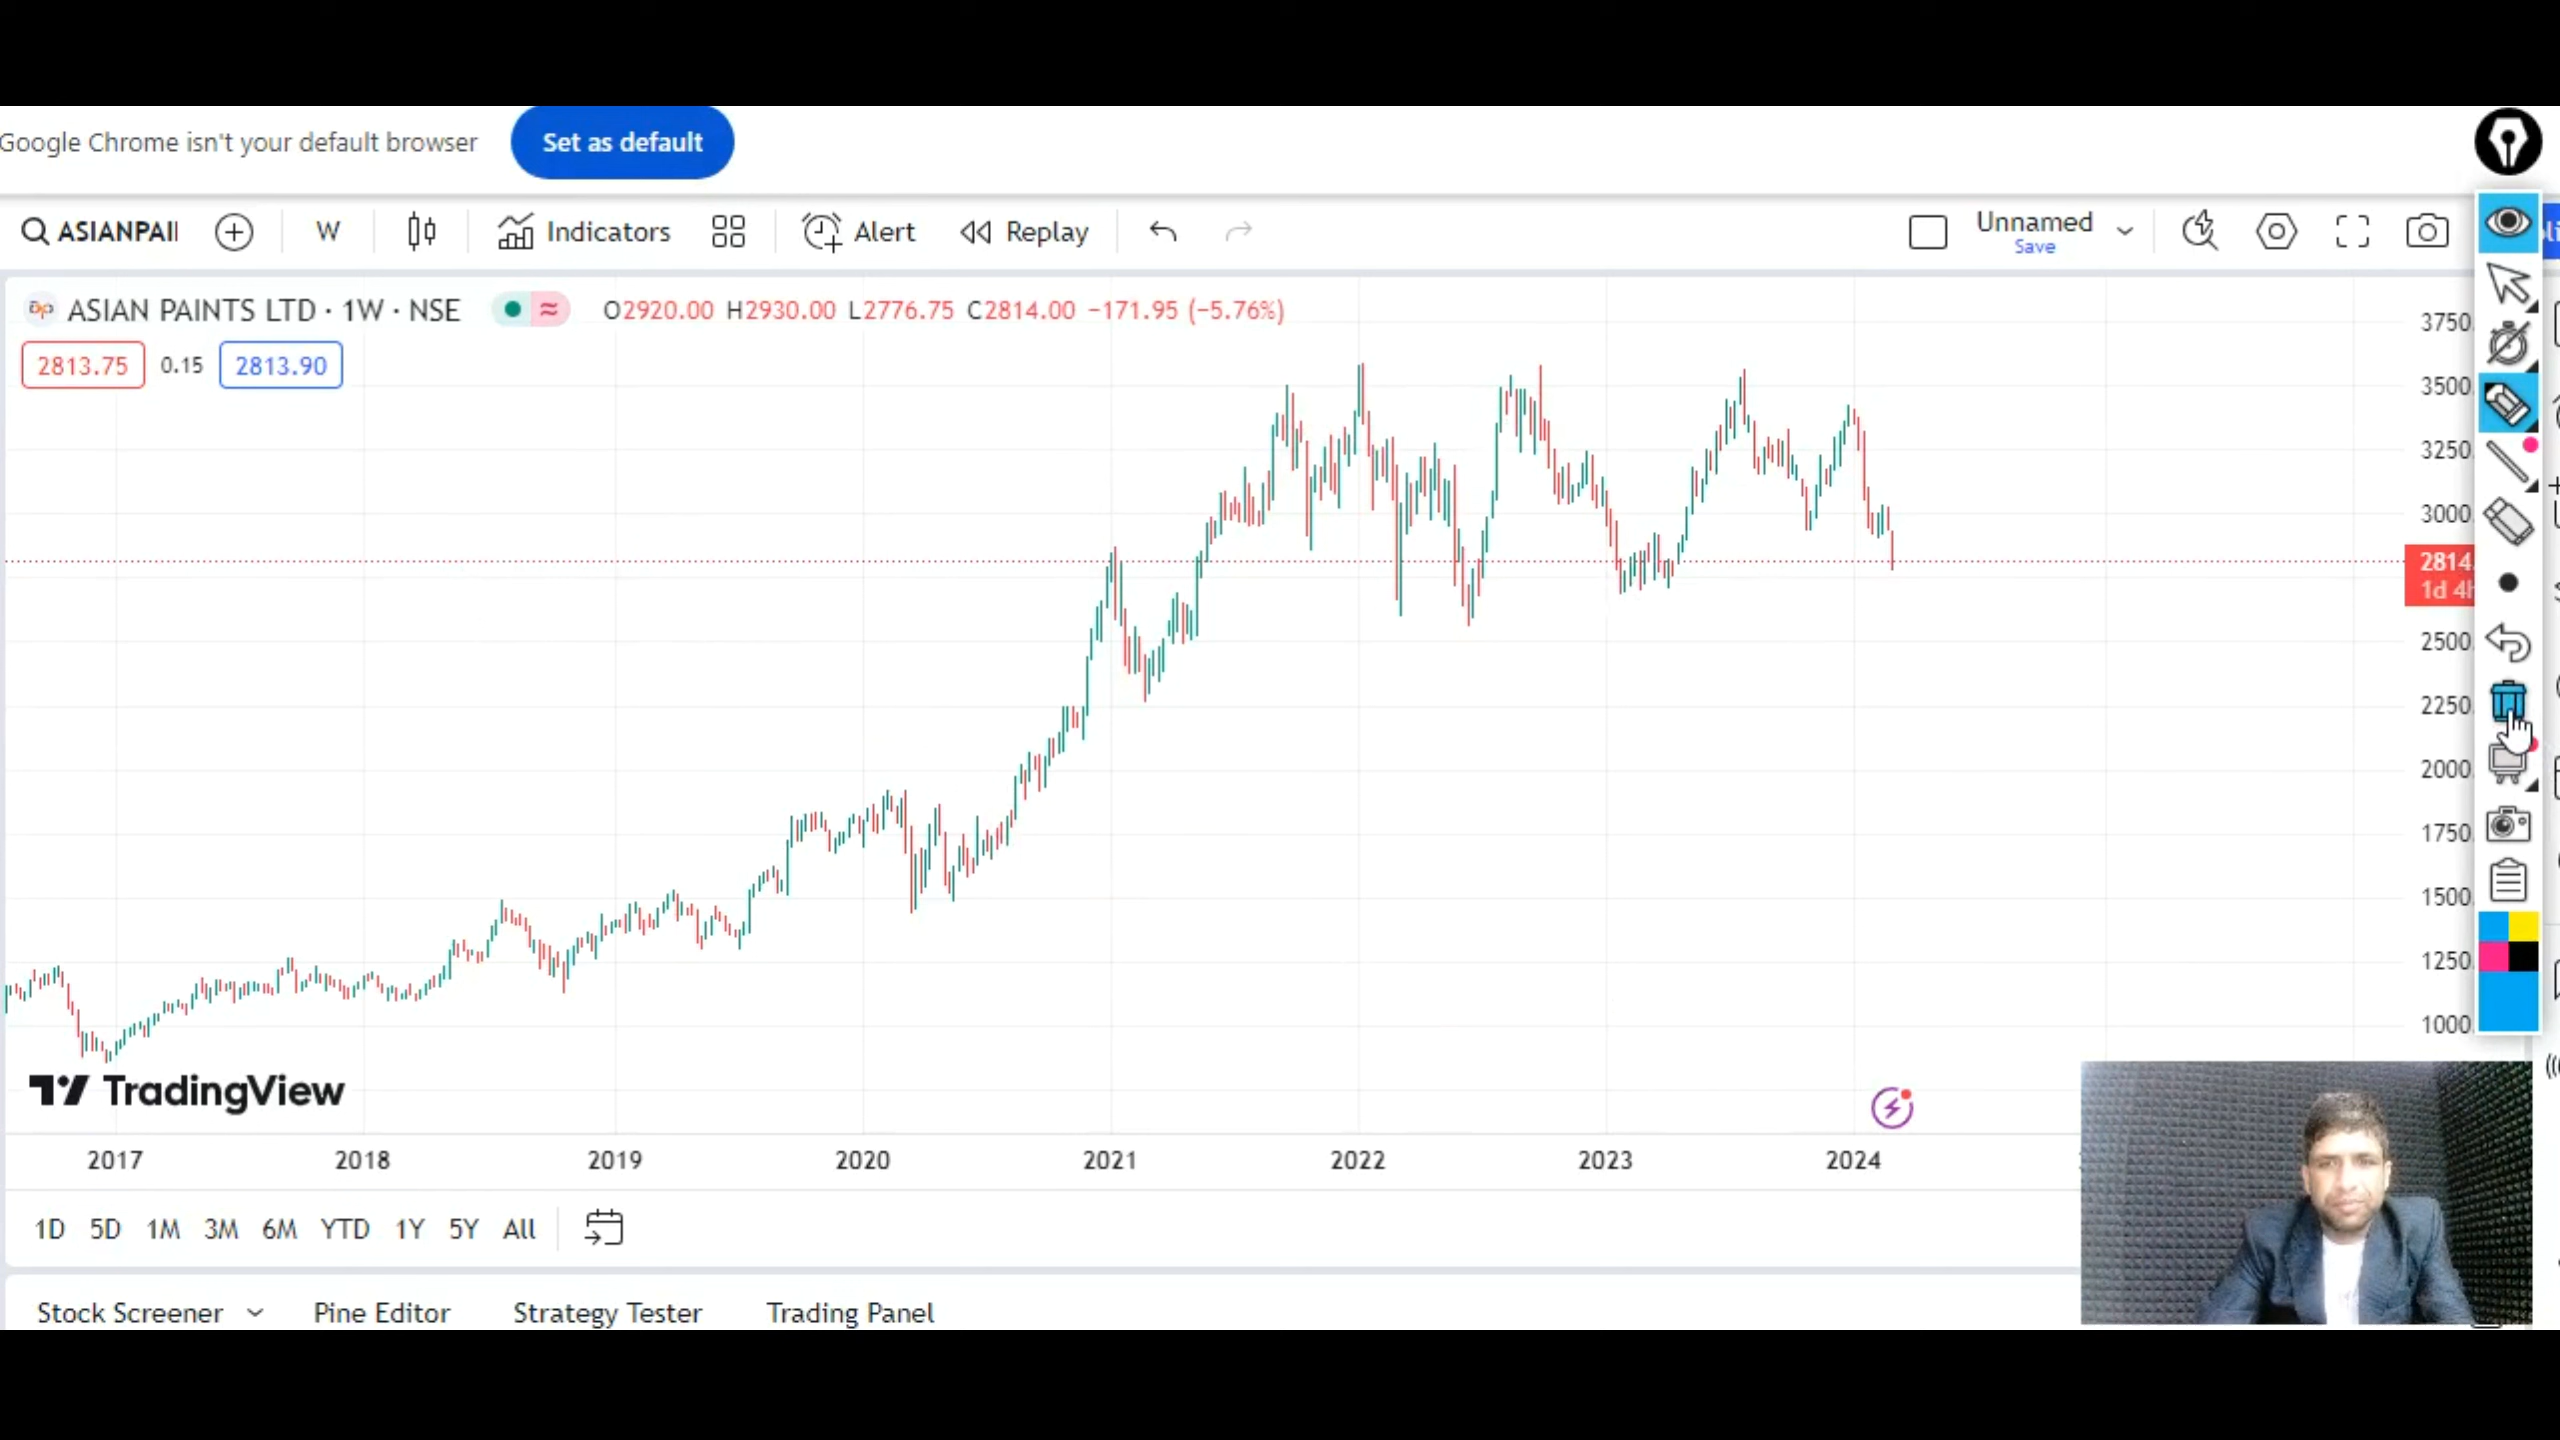 Google Chrome isn't your default browser Set as default
ASIANPAI W Indicators Alert Replay Unnamed
Save
ASIAN PAINTS LTD · 1W · NSE O2920.00 H2930.00 L2776.75 C2814.00 −171.95 (−5.76%)
2813.75 0.15 2813.90
3750
3500
3250
3000
2814.
1d 4h
2500
2250
2000
1750
1500
1250
1000
TradingView
2017 2018 2019 2020 2021 2022 2023 2024
1D 5D 1M 3M 6M YTD 1Y 5Y All
Stock Screener Pine Editor Strategy Tester Trading Panel